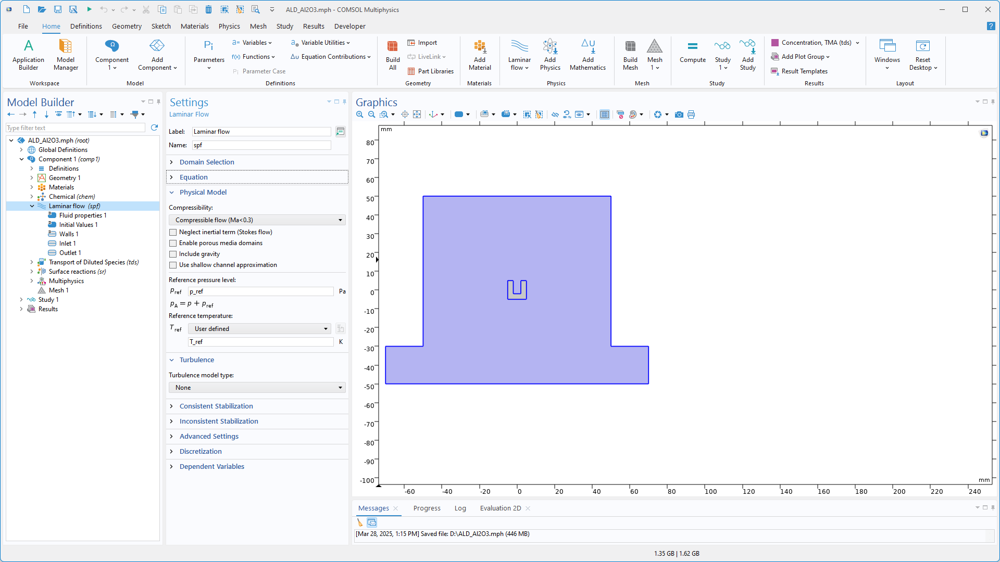 ALD_Al2O3.mph - COMSOL Multiphysics
File Home Definitions Geometry Sketch Materials Physics Mesh Study Results Developer
Application Builder
Model Manager
Workspace
Component 1
Add Component
Model
Parameters
a= Variables
f(x) Functions
Pi Parameter Case
Variable Utilities
Equation Contributions
Definitions
Build All
Import
LiveLink
Part Libraries
Geometry
Add Material
Materials
Laminar flow
Add Physics
Add Mathematics
Physics
Build Mesh
Mesh 1
Mesh
Compute
Study 1
Add Study
Study
Concentration, TMA (tds)
Add Plot Group
Result Templates
Results
Windows
Reset Desktop
Layout
Model Builder
Type filter text
ALD_Al2O3.mph (root)
Global Definitions
Component 1 (comp1)
Definitions
Geometry 1
Materials
Chemical (chem)
Laminar flow (spf)
Fluid properties 1
Initial Values 1
Walls 1
Inlet 1
Outlet 1
Transport of Diluted Species (tds)
Surface reactions (sr)
Multiphysics
Mesh 1
Study 1
Results
Settings
Laminar Flow
Label: Laminar flow
Name: spf
Domain Selection
Equation
Physical Model
Compressibility:
Compressible flow (Ma<0.3)
Neglect inertial term (Stokes flow)
Enable porous media domains
Include gravity
Use shallow channel approximation
Reference pressure level:
pref p_ref Pa
pA = p + pref
Reference temperature:
Tref User defined
T_ref K
Turbulence
Turbulence model type:
None
Consistent Stabilization
Inconsistent Stabilization
Advanced Settings
Discretization
Dependent Variables
Graphics
mm
80
70
60
50
40
30
20
10
0
-10
-20
-30
-40
-50
-60
-70
-80
-90
-100
mm
-60 -40 -20 0 20 40 60 80 100 120 140 160 180 200 220 240
Messages Progress Log Evaluation 2D
[Mar 28, 2025, 1:15 PM] Saved file: D:\ALD_Al2O3.mph (446 MB)
1.35 GB | 1.62 GB